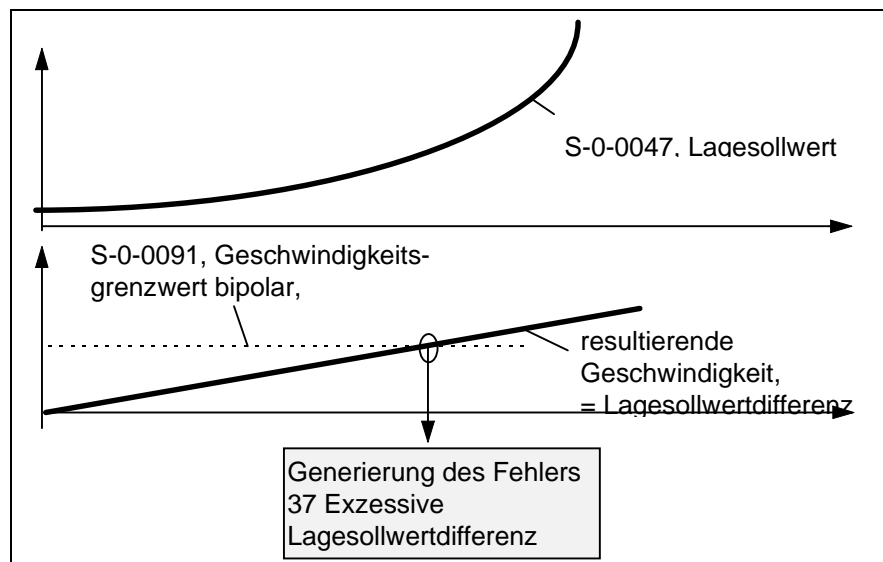 S-0-0047, Lagesollwert
S-0-0091, Geschwindigkeits-
grenzwert bipolar,
resultierende
Geschwindigkeit,
= Lagesollwertdifferenz
Generierung des Fehlers
37 Exzessive
Lagesollwertdifferenz